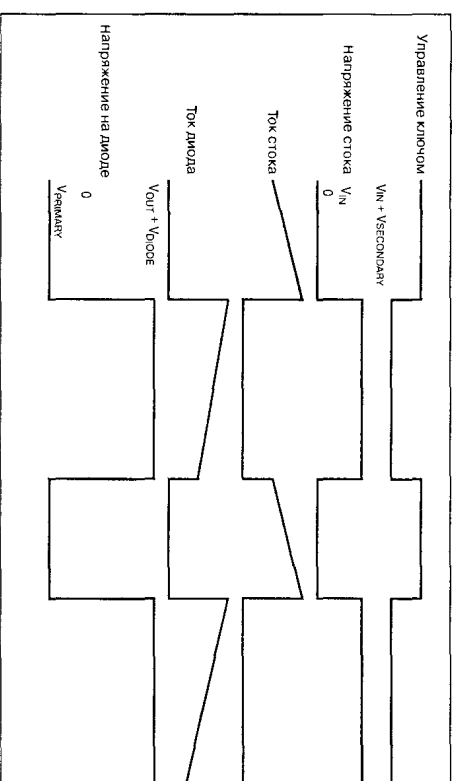 Управление ключом
VIN + VSECONDARY
Напряжение стока VIN
0
Ток стока
Ток диода
VOUT + VDIODE
Напряжение на диоде
0
VPRIMARY